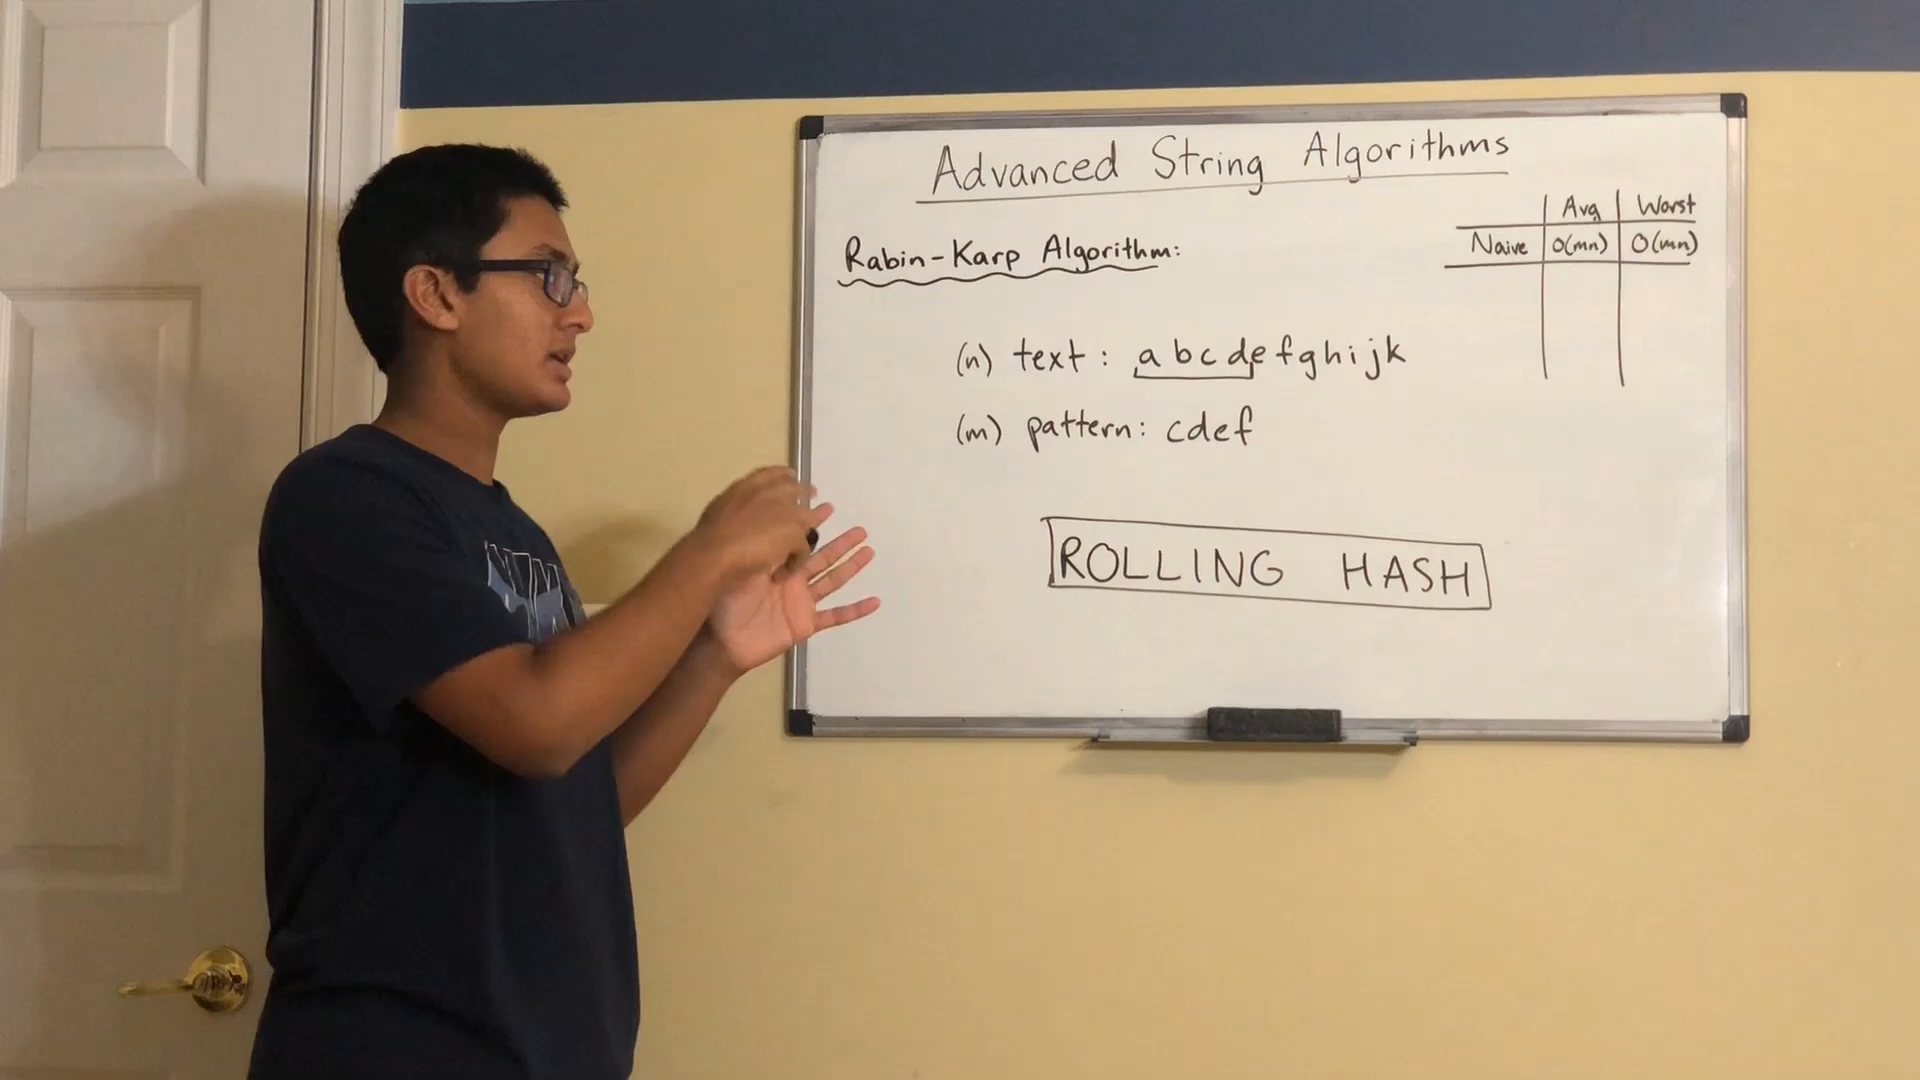 Advanced String Algorithms
Avg Worst
Naive O(mn) O(mn)
Rabin-Karp Algorithm:
(n) text: abcdefghijk
(m) pattern: cdef
ROLLING HASH